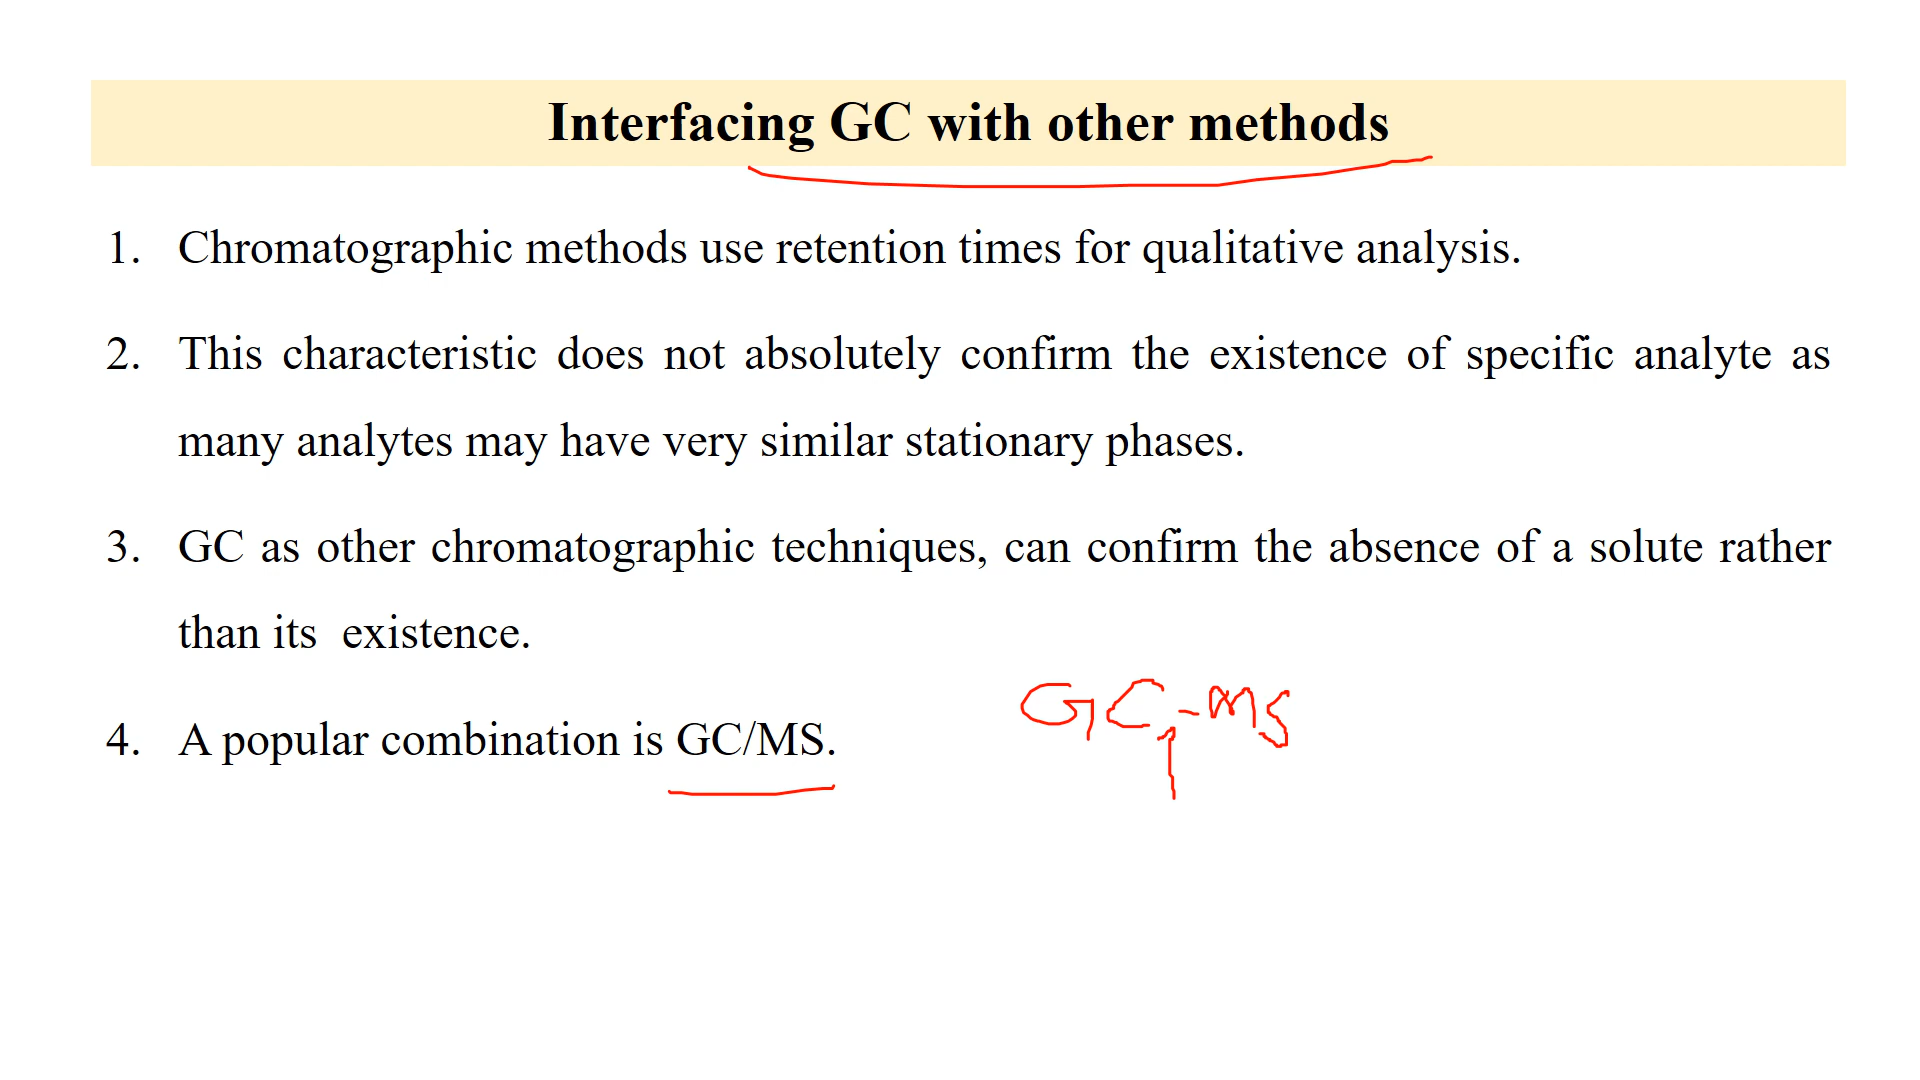 Interfacing GC with other methods
1. Chromatographic methods use retention times for qualitative analysis.
2. This characteristic does not absolutely confirm the existence of specific analyte as
many analytes may have very similar stationary phases.
3. GC as other chromatographic techniques, can confirm the absence of a solute rather
than its existence.
GC-MS
4. A popular combination is GC/MS.